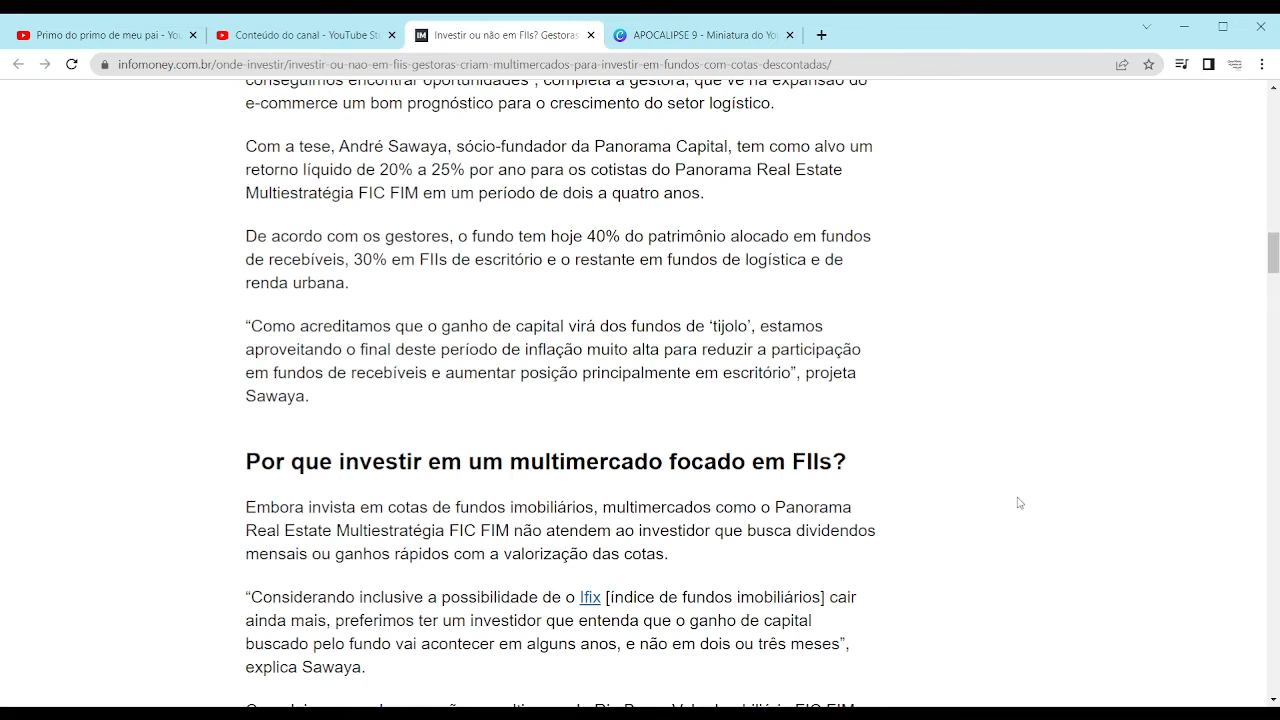 Primo do primo de meu pai - You
Conteúdo do canal - YouTube Stu
IM Investir ou não em FIIs? Gestoras
APOCALIPSE 9 - Miniatura do Yo
infomoney.com.br/onde-investir/investir-ou-nao-em-fiis-gestoras-criam-multimercados-para-investir-em-fundos-com-cotas-descontadas/
conseguimos encontrar oportunidades", completa a gestora, que vê na expansão do
e-commerce um bom prognóstico para o crescimento do setor logístico.
Com a tese, André Sawaya, sócio-fundador da Panorama Capital, tem como alvo um
retorno líquido de 20% a 25% por ano para os cotistas do Panorama Real Estate
Multiestratégia FIC FIM em um período de dois a quatro anos.
De acordo com os gestores, o fundo tem hoje 40% do patrimônio alocado em fundos
de recebíveis, 30% em FIIs de escritório e o restante em fundos de logística e de
renda urbana.
“Como acreditamos que o ganho de capital virá dos fundos de ‘tijolo’, estamos
aproveitando o final deste período de inflação muito alta para reduzir a participação
em fundos de recebíveis e aumentar posição principalmente em escritório”, projeta
Sawaya.
Por que investir em um multimercado focado em FIIs?
Embora invista em cotas de fundos imobiliários, multimercados como o Panorama
Real Estate Multiestratégia FIC FIM não atendem ao investidor que busca dividendos
mensais ou ganhos rápidos com a valorização das cotas.
“Considerando inclusive a possibilidade de o Ifix [índice de fundos imobiliários] cair
ainda mais, preferimos ter um investidor que entenda que o ganho de capital
buscado pelo fundo vai acontecer em alguns anos, e não em dois ou três meses”,
explica Sawaya.